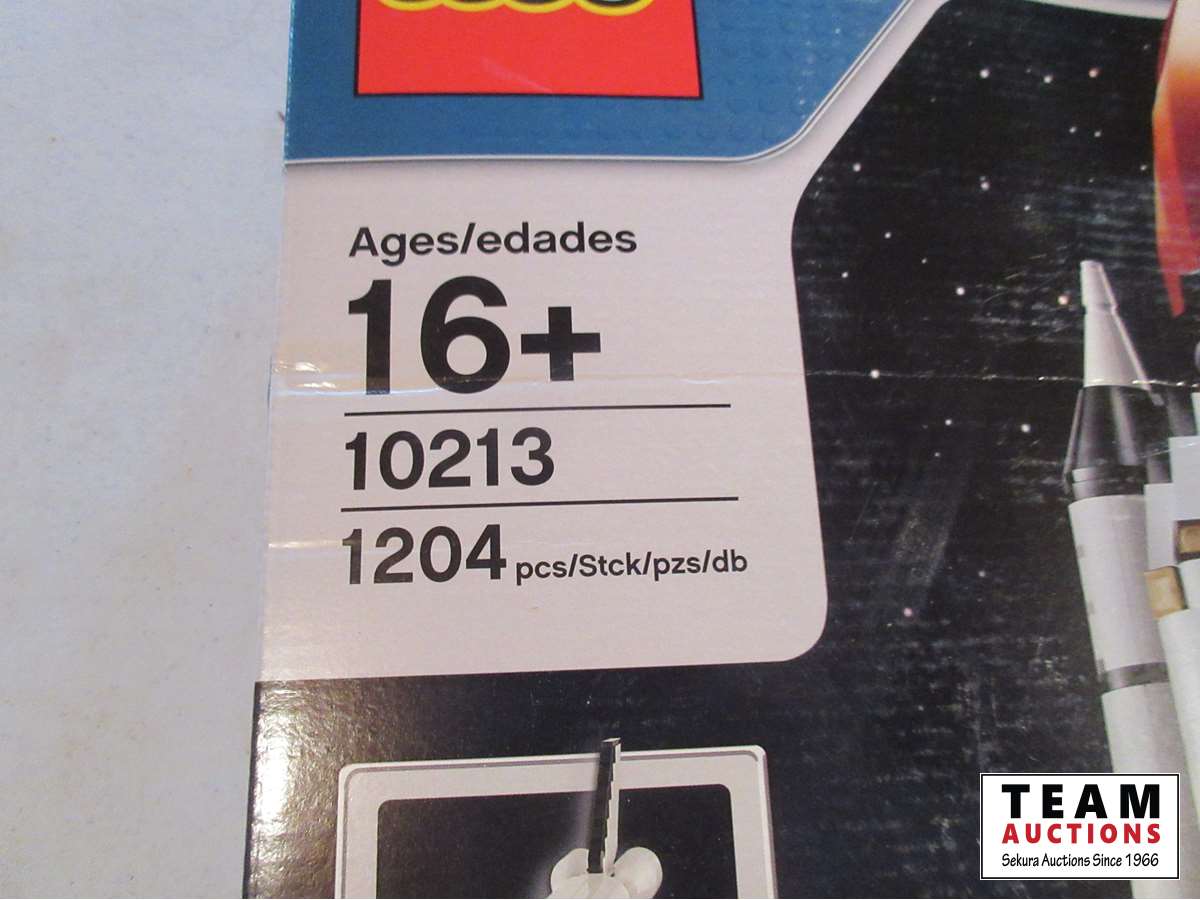 Ages/edades
16+
10213
1204 pcs/Stck/pzs/db
TEAM
AUCTIONS
Sekura Auctions Since 1966